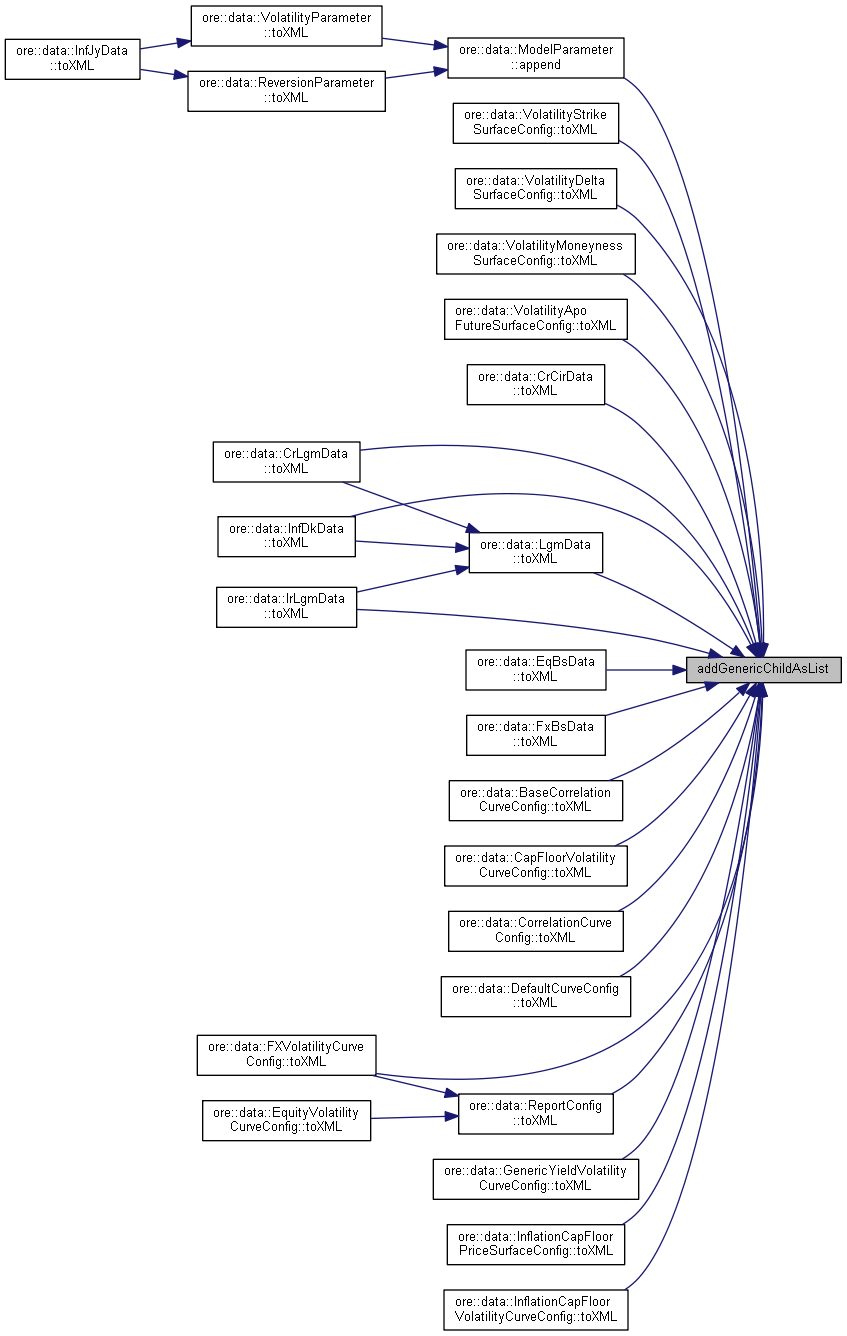 ore::data::VolatilityParameter
::toXML
ore::data::InfJyData
::toXML
ore::data::ModelParameter
::append
ore::data::ReversionParameter
::toXML
ore::data::VolatilityStrike
SurfaceConfig::toXML
ore::data::VolatilityDelta
SurfaceConfig::toXML
ore::data::VolatilityMoneyness
SurfaceConfig::toXML
ore::data::VolatilityApo
FutureSurfaceConfig::toXML
ore::data::CrCirData
::toXML
ore::data::CrLgmData
::toXML
ore::data::InfDkData
::toXML
ore::data::LgmData
::toXML
ore::data::IrLgmData
::toXML
addGenericChildAsList
ore::data::EqBsData
::toXML
ore::data::FxBsData
::toXML
ore::data::BaseCorrelation
CurveConfig::toXML
ore::data::CapFloorVolatility
CurveConfig::toXML
ore::data::CorrelationCurve
Config::toXML
ore::data::DefaultCurveConfig
::toXML
ore::data::FXVolatilityCurve
Config::toXML
ore::data::ReportConfig
::toXML
ore::data::EquityVolatility
CurveConfig::toXML
ore::data::GenericYieldVolatility
CurveConfig::toXML
ore::data::InflationCapFloor
PriceSurfaceConfig::toXML
ore::data::InflationCapFloor
VolatilityCurveConfig::toXML